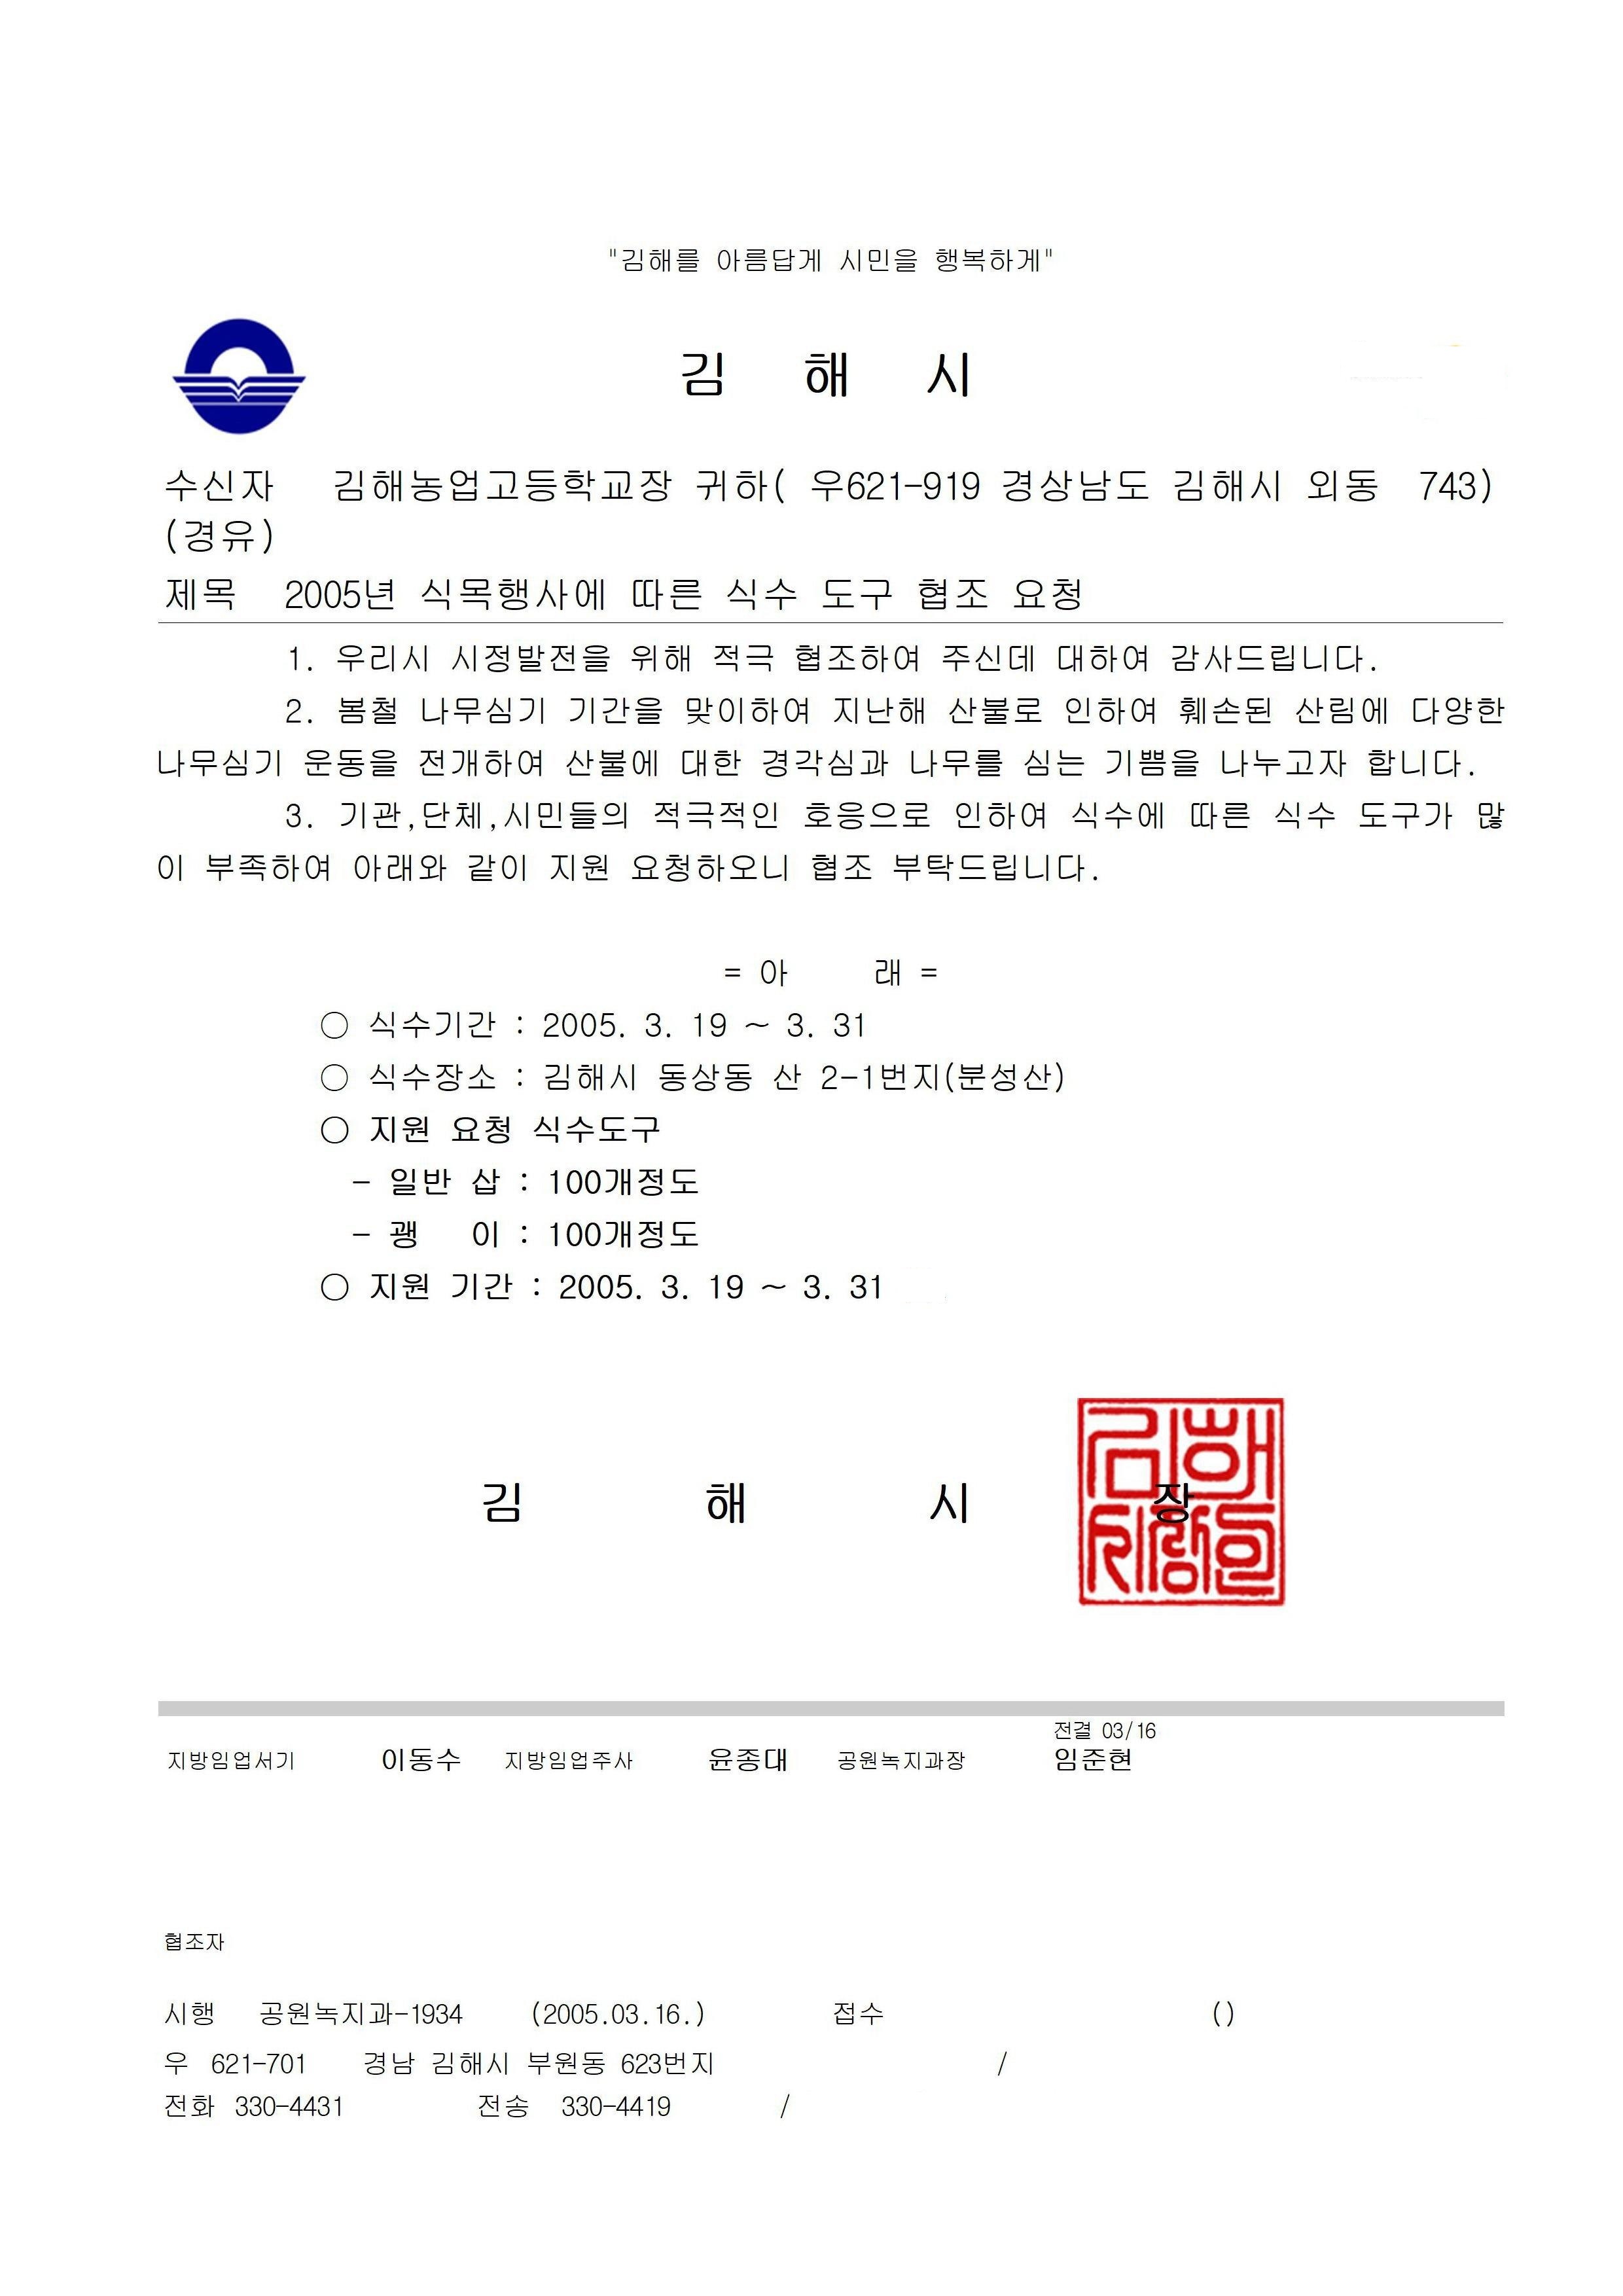 "김해를 아름답게 시민을 행복하게"
김 해 시
수신자 김해농업고등학교장 귀하( 우621-919 경상남도 김해시 외동 743)
(경유)
제목 2005년 식목행사에 따른 식수 도구 협조 요청
1. 우리시 시정발전을 위해 적극 협조하여 주신데 대하여 감사드립니다.
2. 봄철 나무심기 기간을 맞이하여 지난해 산불로 인하여 훼손된 산림에 다양한
나무심기 운동을 전개하여 산불에 대한 경각심과 나무를 심는 기쁨을 나누고자 합니다.
3. 기관,단체,시민들의 적극적인 호응으로 인하여 식수에 따른 식수 도구가 많
이 부족하여 아래와 같이 지원 요청하오니 협조 부탁드립니다.
= 아 래 =
○ 식수기간 : 2005. 3. 19 ~ 3. 31
○ 식수장소 : 김해시 동상동 산 2-1번지(분성산)
○ 지원 요청 식수도구
- 일반 삽 : 100개정도
- 괭 이 : 100개정도
○ 지원 기간 : 2005. 3. 19 ~ 3. 31
김 해 시 장
김해
시장인
전결 03/16
지방임업서기 이동수 지방임업주사 윤종대 공원녹지과장 임준현
협조자
시행 공원녹지과-1934 (2005.03.16.) 접수 ()
우 621-701 경남 김해시 부원동 623번지 /
전화 330-4431 전송 330-4419 /